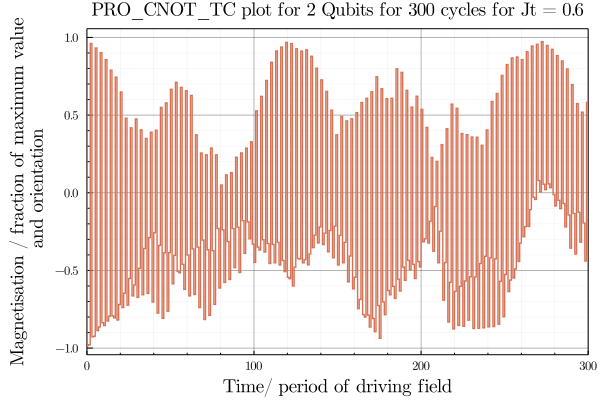 PRO_CNOT_TC plot for 2 Qubits for 300 cycles for Jt = 0.6
Magnetisation / fraction of maximum value
and orientation
1.0
0.5
0.0
−0.5
−1.0
0
100
200
300
Time/ period of driving field